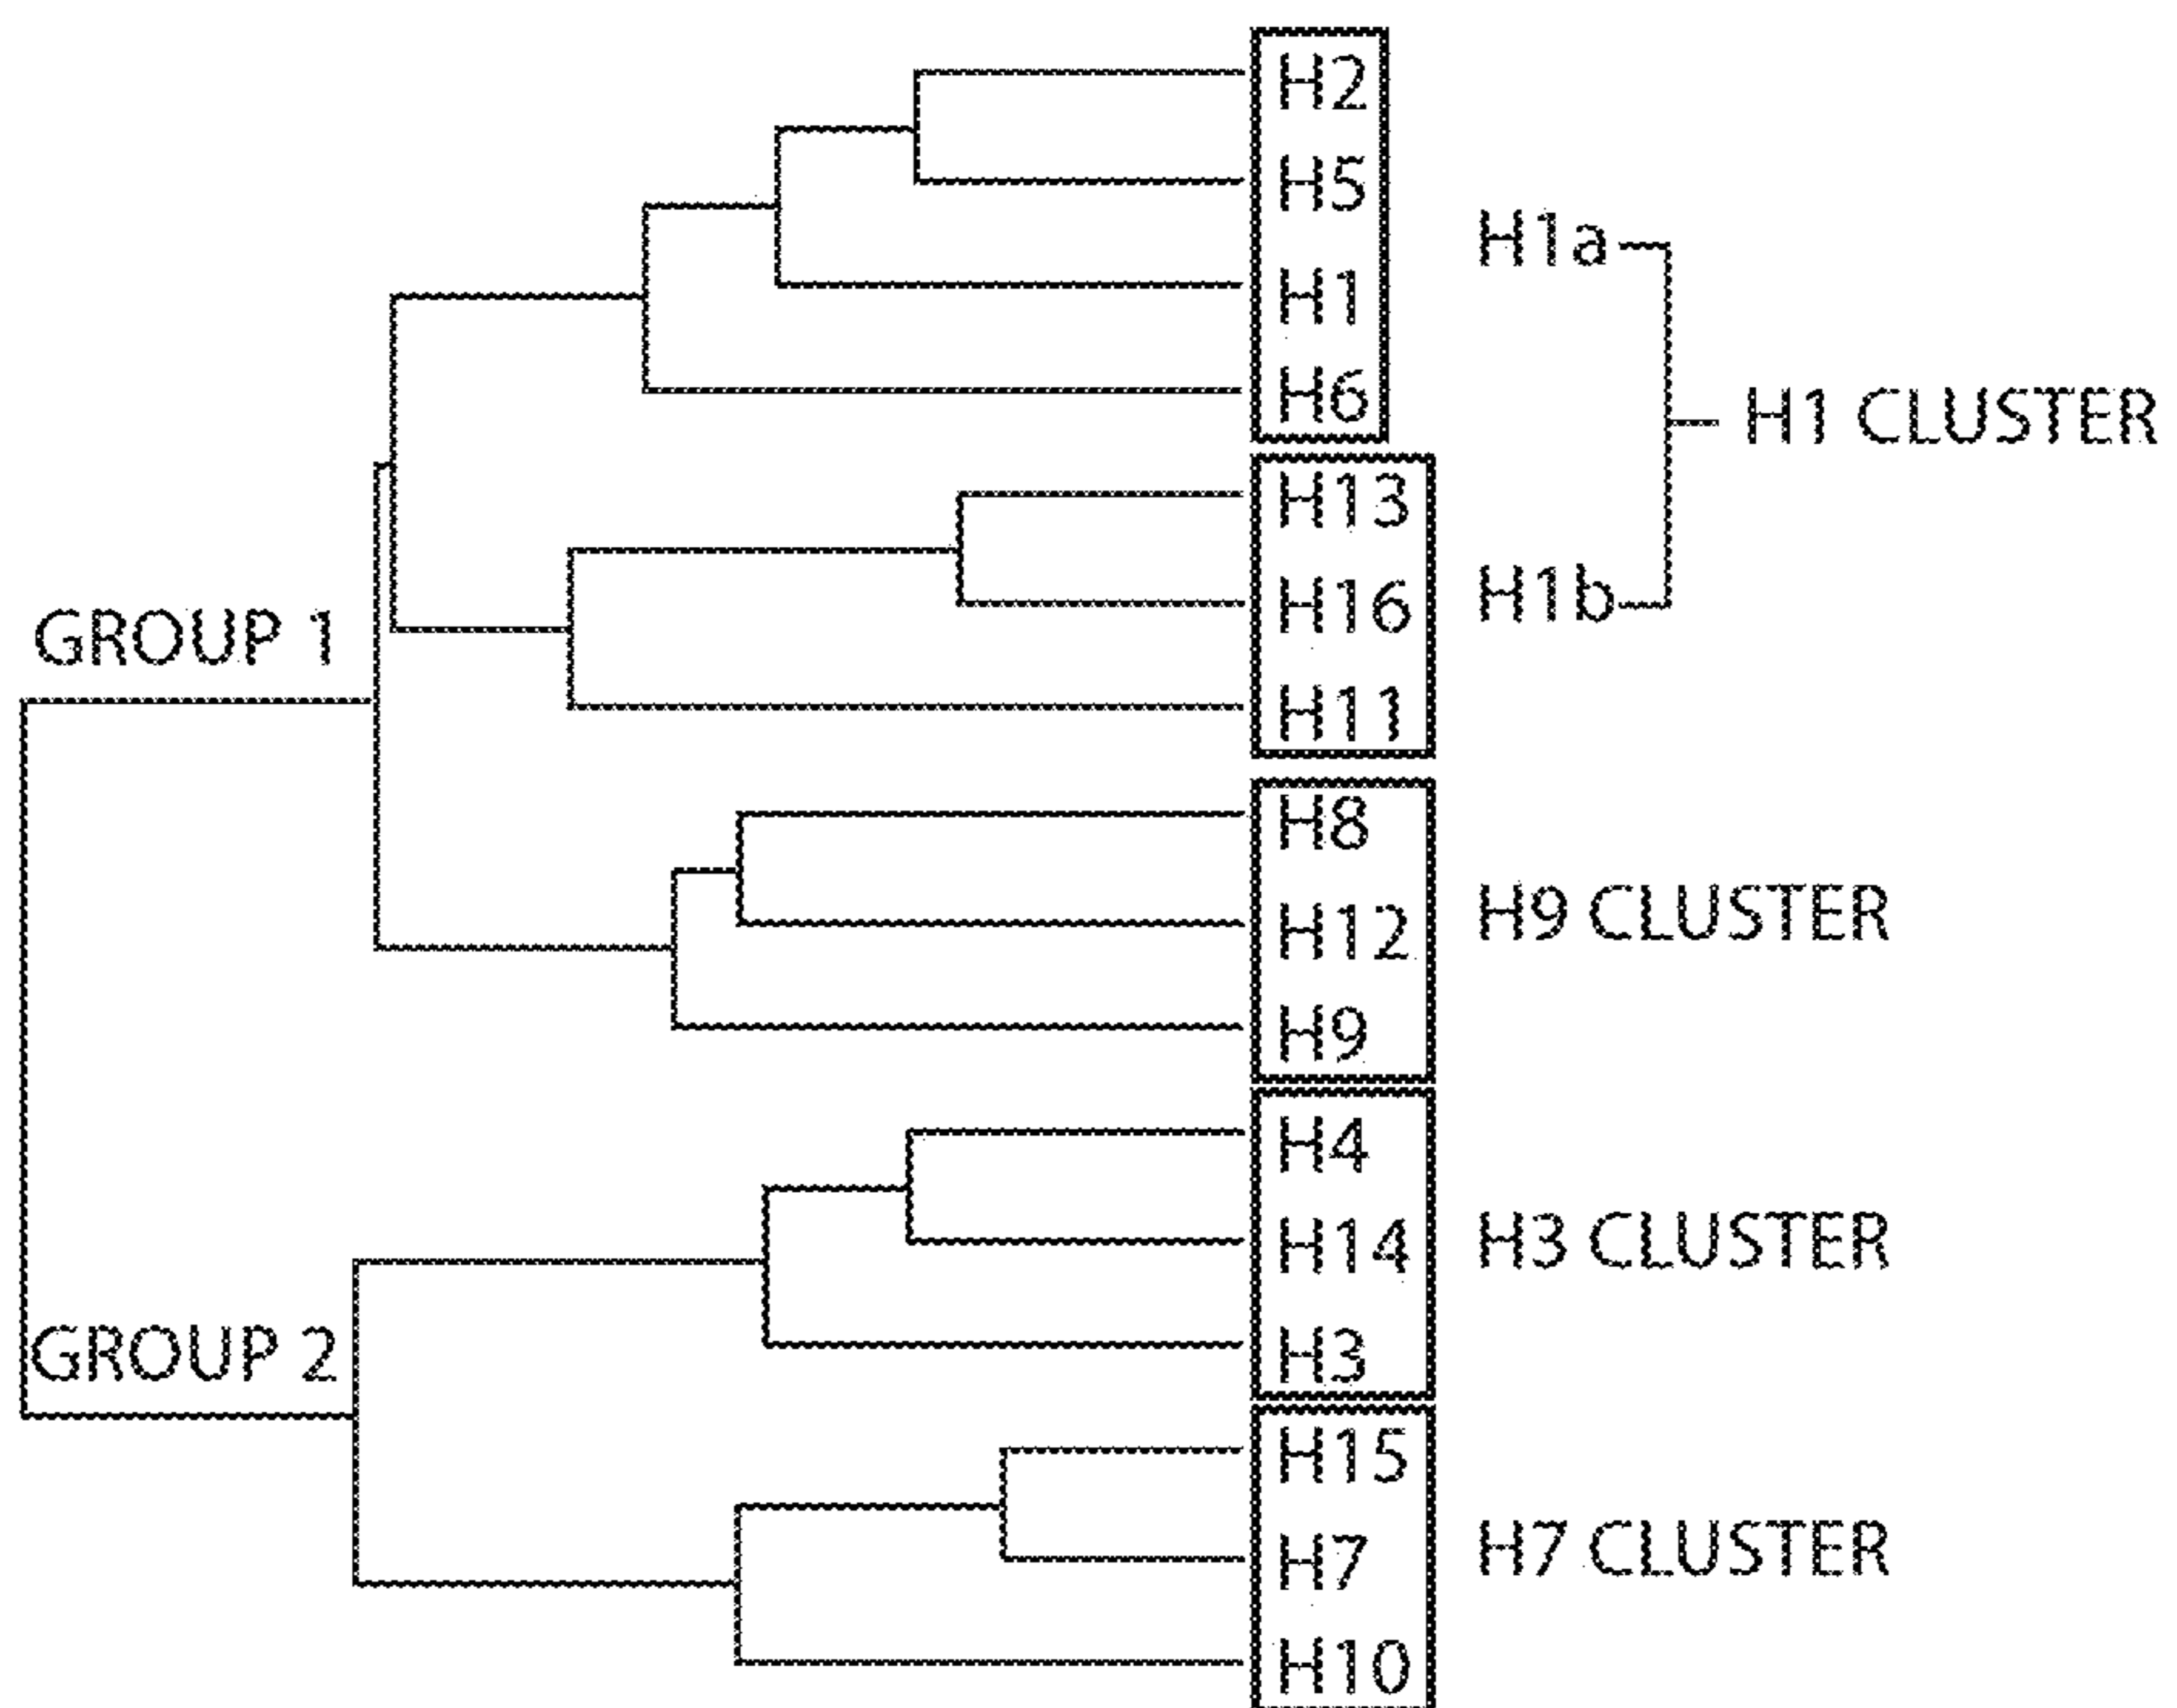 H2
H5
H1a
H1
H6
H1 CLUSTER
H13
H16
H1b
GROUP 1
H11
H8
H12
H9 CLUSTER
H9
H4
H14
H3 CLUSTER
GROUP 2
H3
H15
H7
H7 CLUSTER
H10